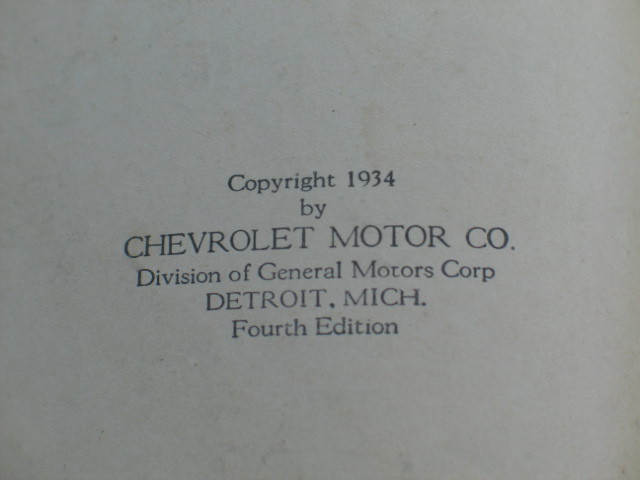 Copyright 1934
by
CHEVROLET MOTOR CO.
Division of General Motors Corp
DETROIT, MICH.
Fourth Edition